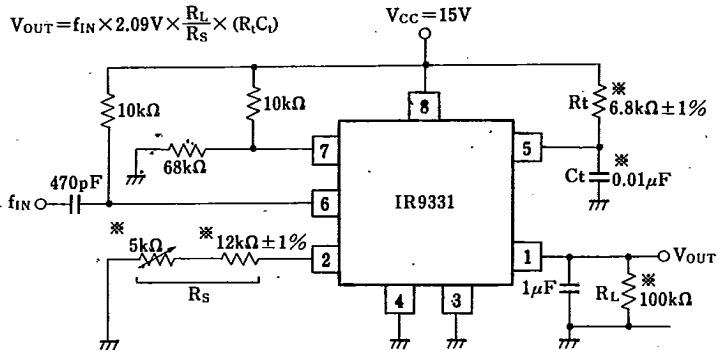 V_OUT = f_IN × 2.09V × R_L/R_S × (R_tC_t)
V_CC = 15V
10kΩ
10kΩ
8
Rt
※
6.8kΩ±1%
7
68kΩ
5
※
Ct
0.01μF
470pF
f_IN
6
IR9331
※
5kΩ
※
12kΩ±1%
2
R_S
1
V_OUT
1μF
R_L
※
100kΩ
4
3